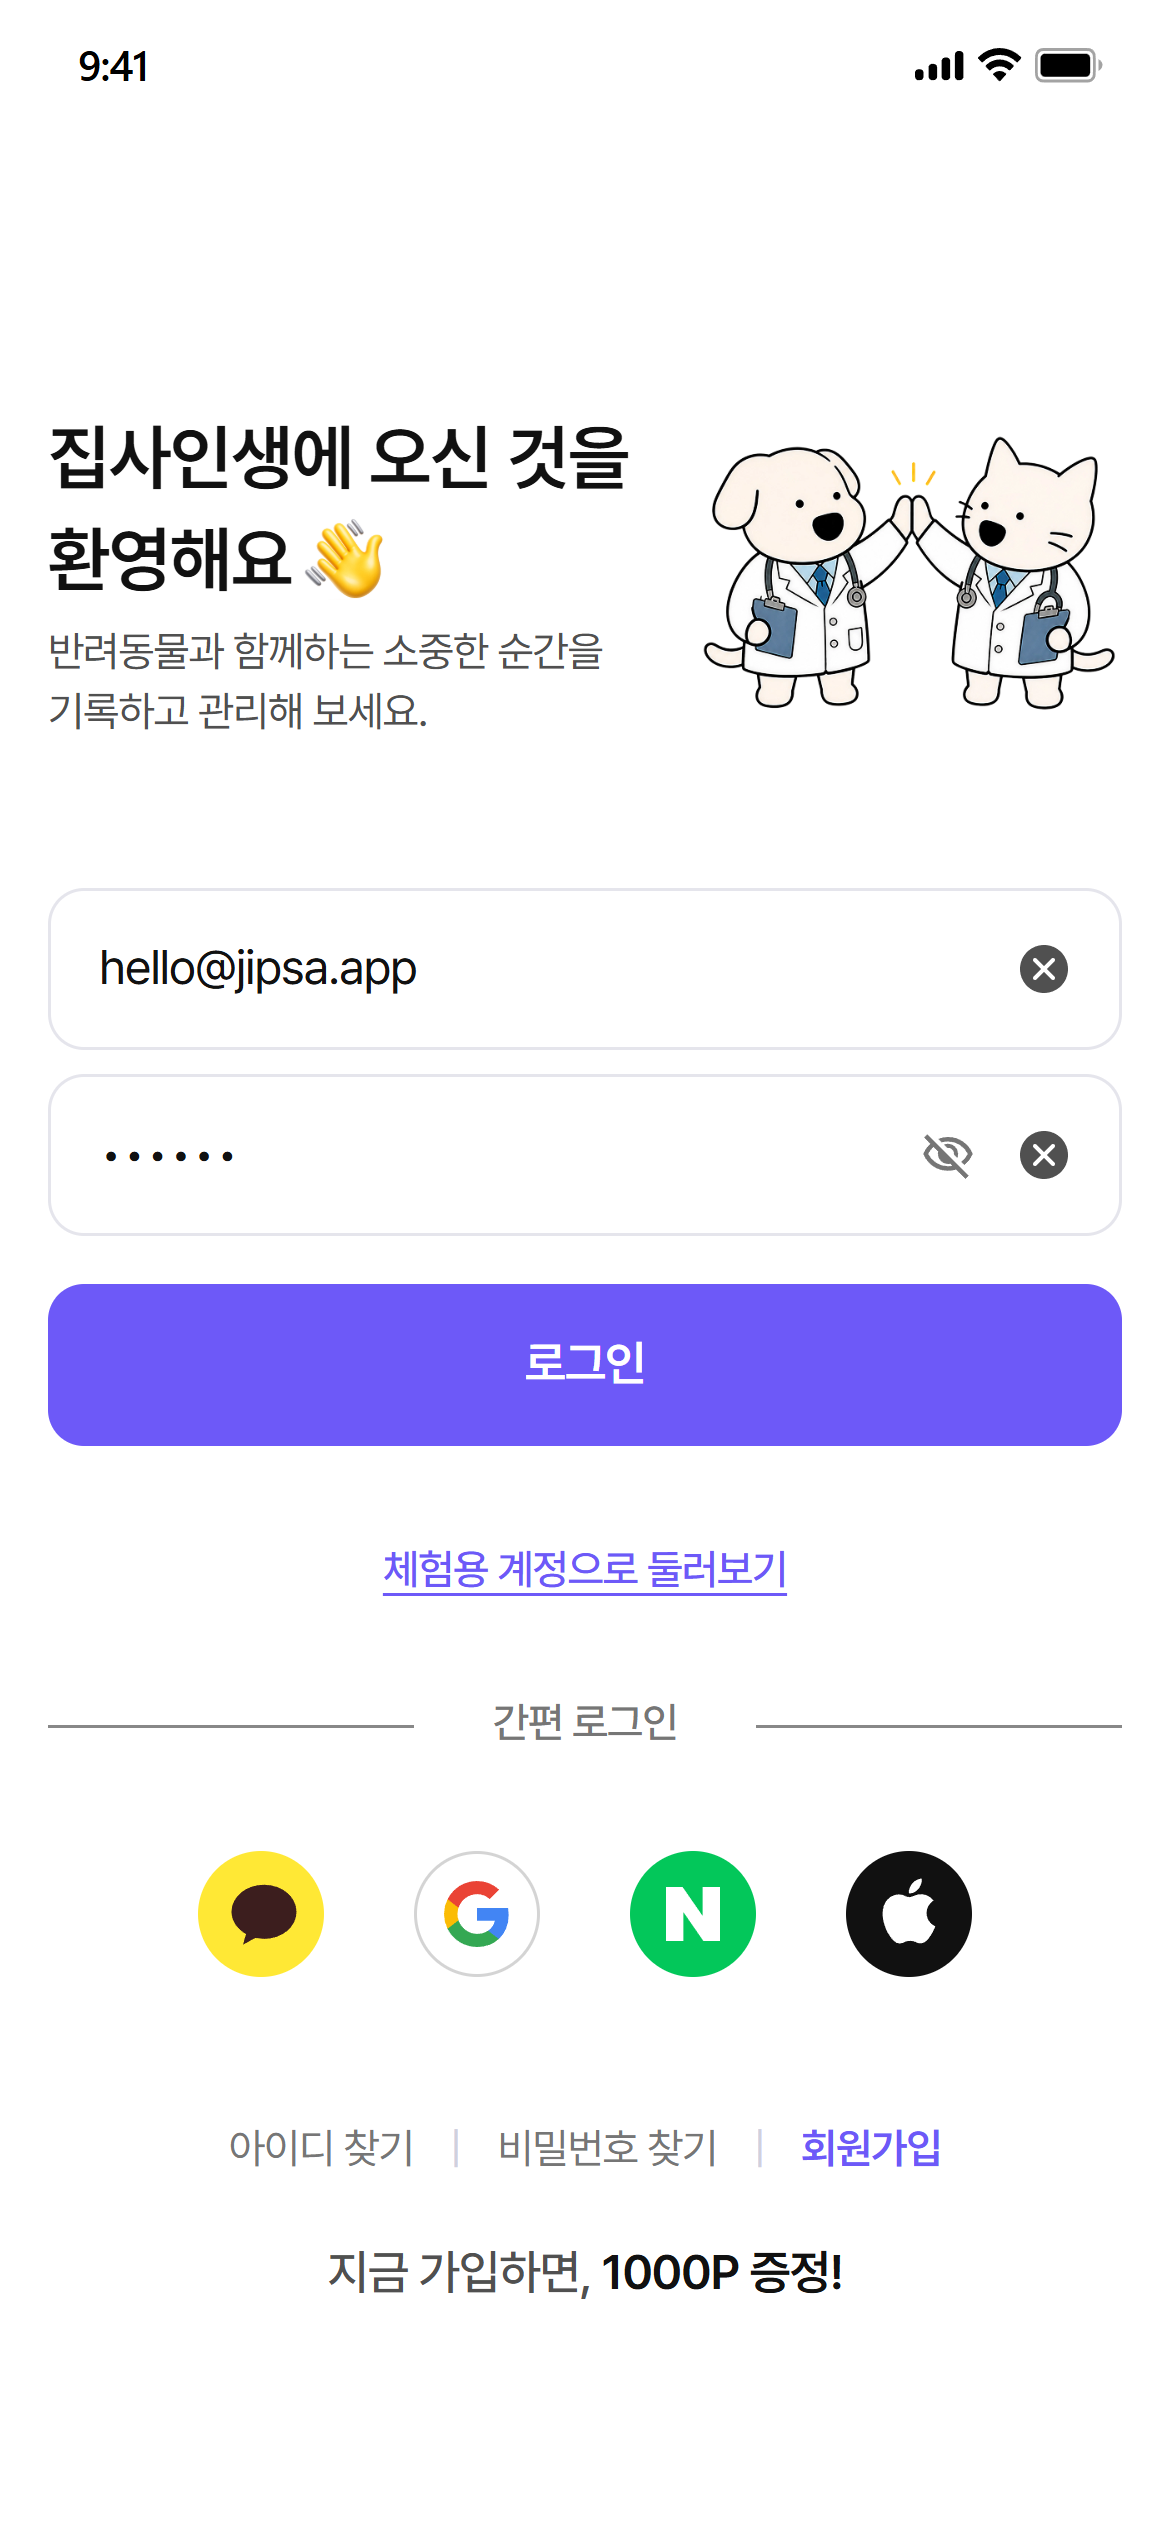 9:41
집사인생에 오신 것을
환영해요 👋
반려동물과 함께하는 소중한 순간을
기록하고 관리해 보세요.
hello@jipsa.app
••••••
로그인
체험용 계정으로 둘러보기
간편 로그인
아이디 찾기 | 비밀번호 찾기 | 회원가입
지금 가입하면, 1000P 증정!